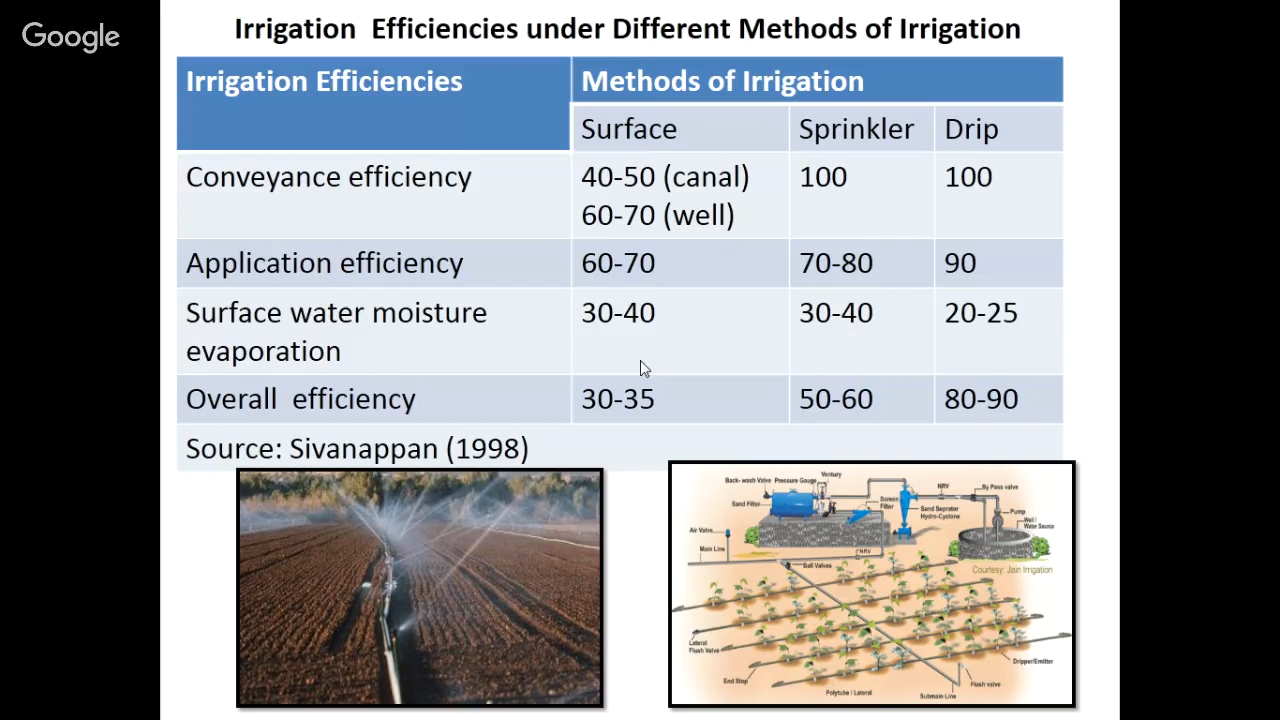 Google
Irrigation Efficiencies under Different Methods of Irrigation
Irrigation Efficiencies
Methods of Irrigation
Surface
Sprinkler
Drip
Conveyance efficiency
40-50 (canal)
60-70 (well)
100
100
Application efficiency
60-70
70-80
90
Surface water moisture
evaporation
30-40
30-40
20-25
Overall efficiency
30-35
50-60
80-90
Source: Sivanappan (1998)
Back- wash Valve
Pressure Gauge
Ventury
Sand Filter
Screen
Filter
NRV
By Pass valve
Sand Seprator
Hydro-Cyclone
Pump
Well /
Water Source
Air Valve
Main Line
NRV
Ball Valves
Courtesy: Jain Irrigation
Lateral
Flush Valve
End Stop
Polytube / Lateral
Submain Line
Flush valve
Dripper/Emitter